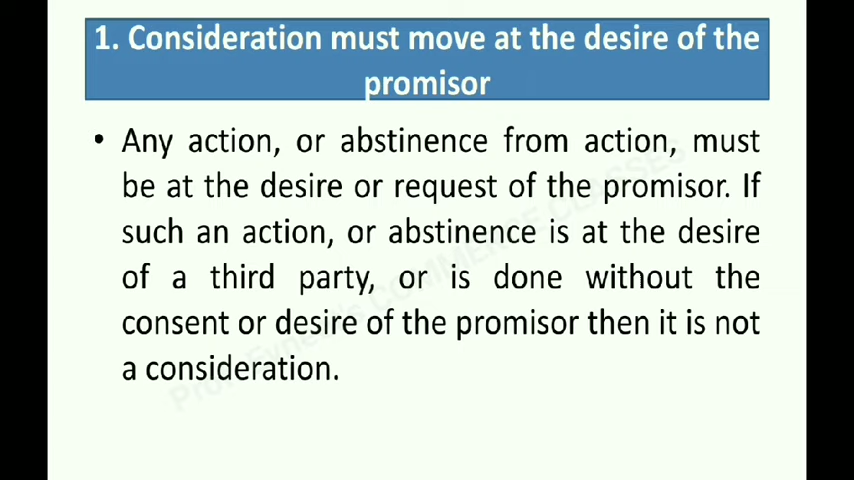 1. Consideration must move at the desire of the
promisor
• Any action, or abstinence from action, must
be at the desire or request of the promisor. If
such an action, or abstinence is at the desire
of a third party, or is done without the
consent or desire of the promisor then it is not
a consideration.